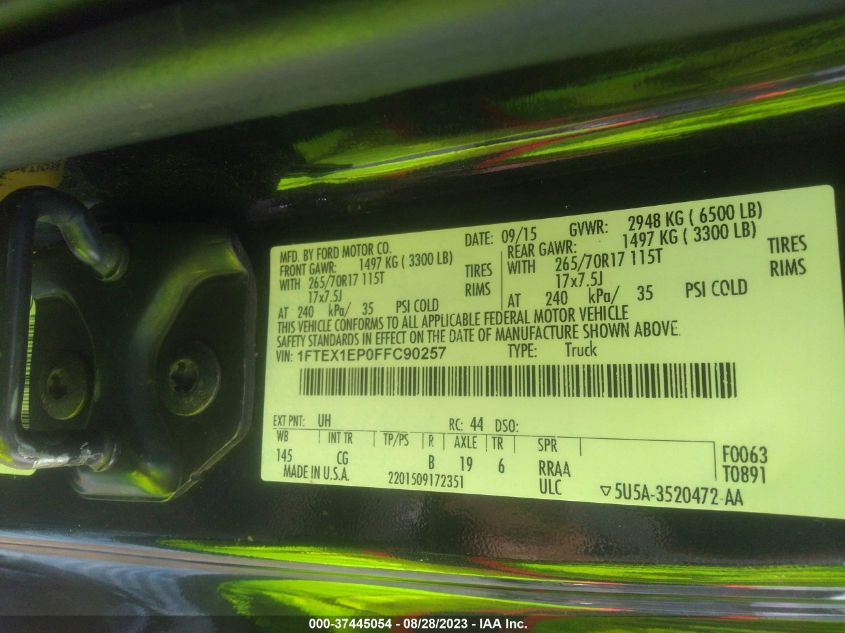 MFD. BY FORD MOTOR CO. DATE: 09/15 GVWR: 2948 KG ( 6500 LB)
FRONT GAWR: 1497 KG ( 3300 LB) REAR GAWR: 1497 KG ( 3300 LB)
WITH 265/70R17 115T TIRES WITH 265/70R17 115T TIRES
17x7.5J RIMS 17x7.5J RIMS
AT 240 kPa/ 35 PSI COLD AT 240 kPa/ 35 PSI COLD
THIS VEHICLE CONFORMS TO ALL APPLICABLE FEDERAL MOTOR VEHICLE
SAFETY STANDARDS IN EFFECT ON THE DATE OF MANUFACTURE SHOWN ABOVE.
VIN: 1FTEX1EP0FFC90257 TYPE: Truck
EXT PNT: UH RC: 44 DSO:
WB INT TR TP/PS R AXLE TR SPR
145 CG B 19 6 RRAA F0063
MADE IN U.S.A. 2201509172351 ULC T0891
▽5U5A-3520472-AA
000-37445054 - 08/28/2023 - IAA Inc.